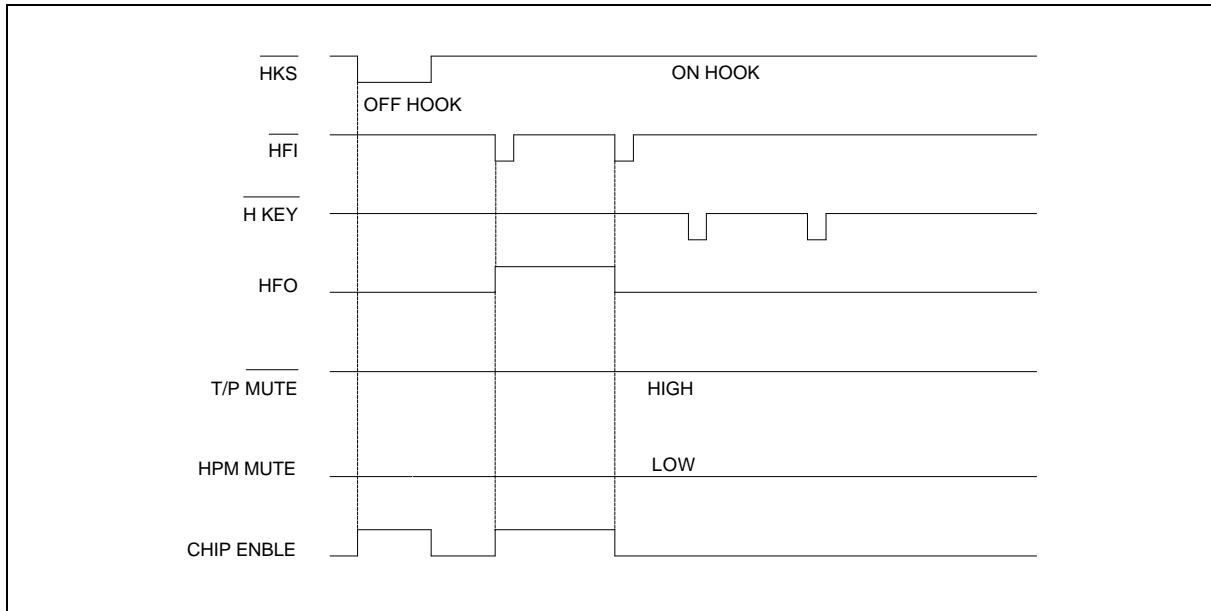 HKS
ON HOOK
OFF HOOK
HFI
H KEY
HFO
T/P MUTE
HIGH
HPM MUTE
LOW
CHIP ENBLE